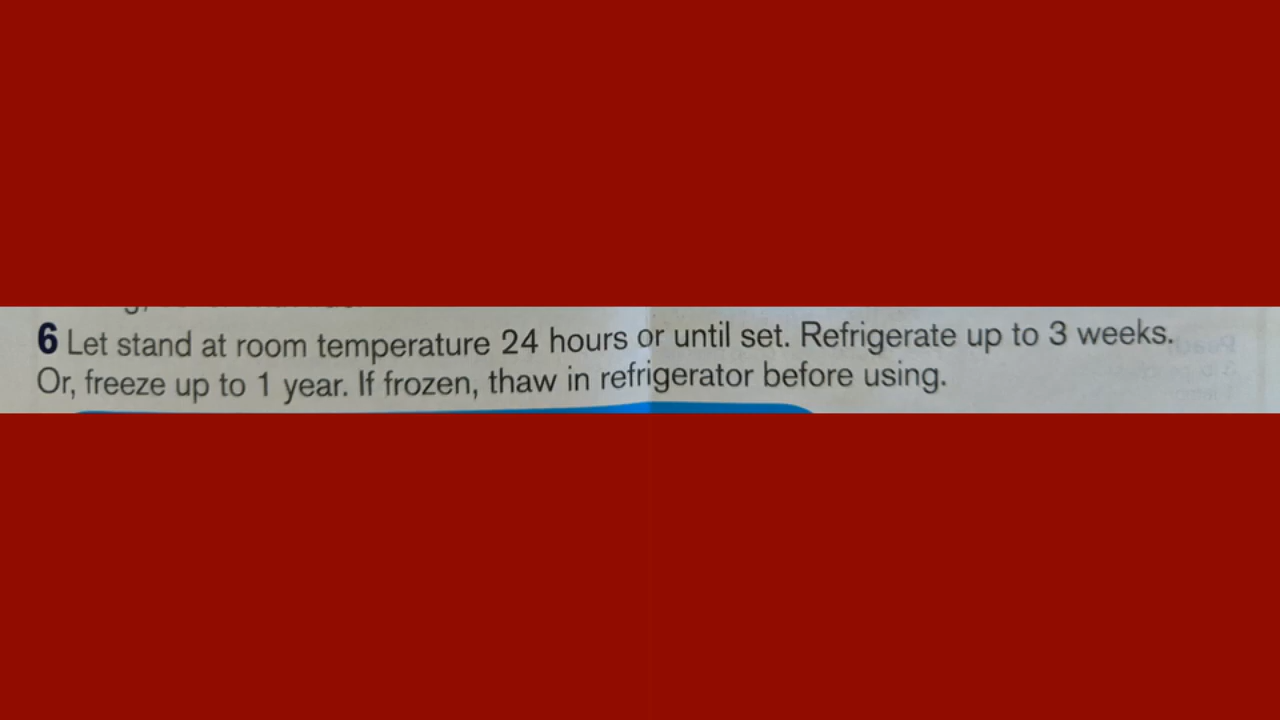 6 Let stand at room temperature 24 hours or until set. Refrigerate up to 3 weeks.
Or, freeze up to 1 year. If frozen, thaw in refrigerator before using.